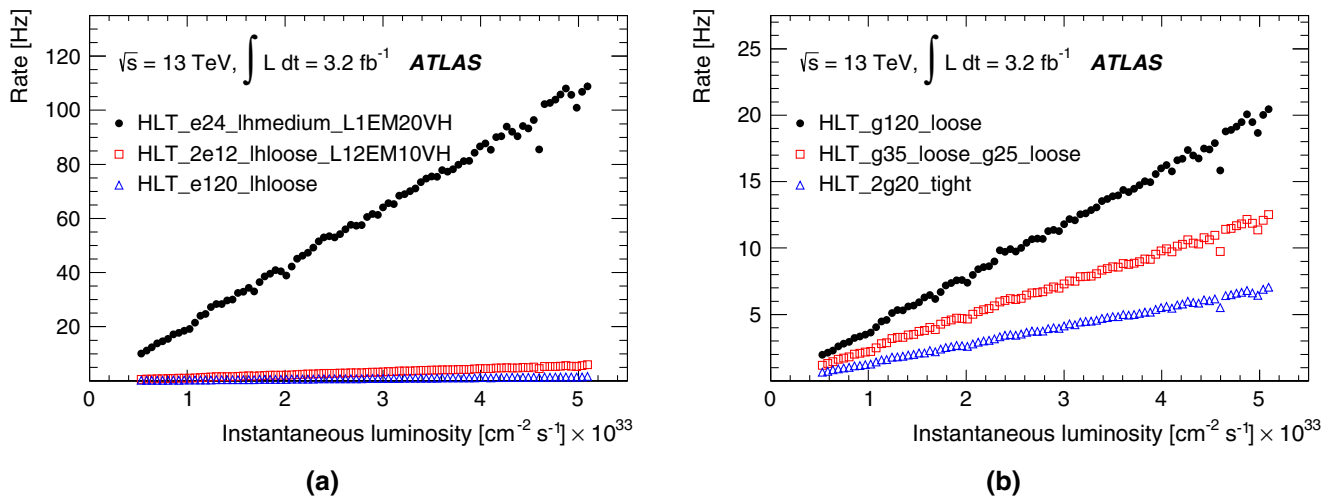 Rate [Hz]
120
100
80
60
40
20
√s = 13 TeV, ∫ L dt = 3.2 fb⁻¹ ATLAS
HLT_e24_lhmedium_L1EM20VH
HLT_2e12_lhloose_L12EM10VH
HLT_e120_lhloose
0 1 2 3 4 5
Instantaneous luminosity [cm⁻² s⁻¹] × 10³³
(a)
Rate [Hz]
25
20
15
10
5
√s = 13 TeV, ∫ L dt = 3.2 fb⁻¹ ATLAS
HLT_g120_loose
HLT_g35_loose_g25_loose
HLT_2g20_tight
0 1 2 3 4 5
Instantaneous luminosity [cm⁻² s⁻¹] × 10³³
(b)